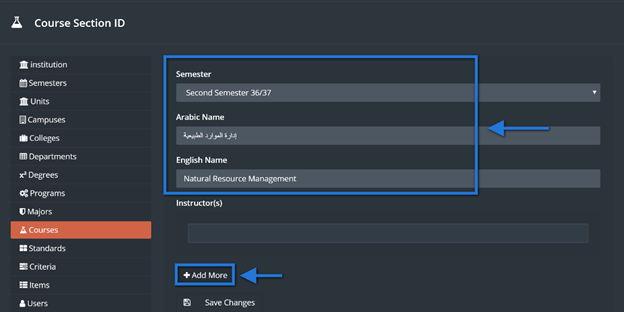 Course Section ID
institution
Semesters
Units
Campuses
Colleges
Departments
x² Degrees
Programs
Majors
Courses
Standards
Criteria
Items
Users
Semester
Second Semester 36/37
Arabic Name
إدارة الموارد الطبيعية
English Name
Natural Resource Management
Instructor(s)
+ Add More
Save Changes